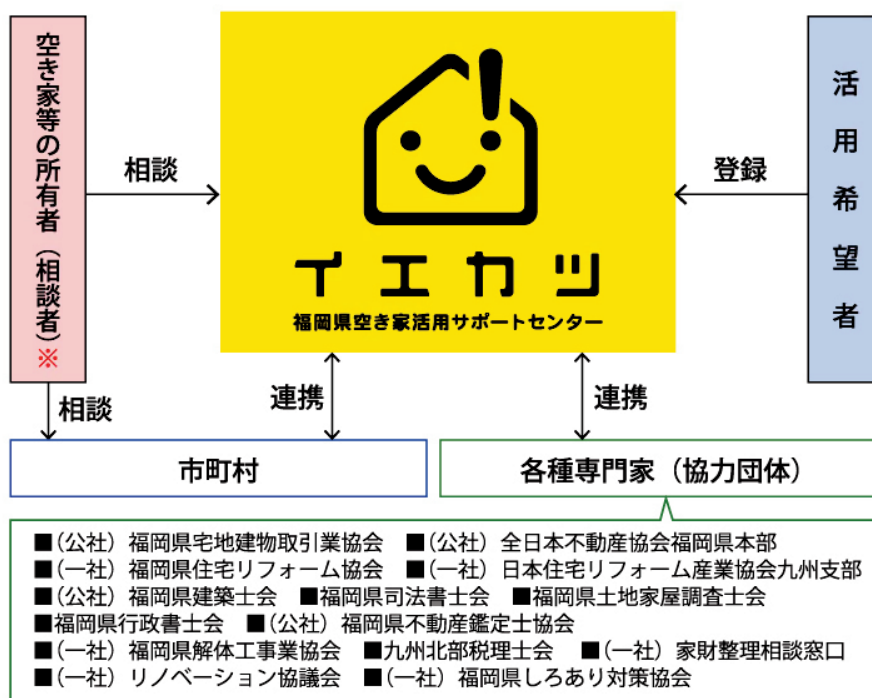 空き家等の所有者（相談者）※
相談
イエカツ
福岡県空き家活用サポートセンター
登録
活用希望者
相談
連携
連携
市町村
各種専門家（協力団体）
■(公社) 福岡県宅地建物取引業協会 ■(公社) 全日本不動産協会福岡県本部
■(一社) 福岡県住宅リフォーム協会 ■(一社) 日本住宅リフォーム産業協会九州支部
■(公社) 福岡県建築士会 ■福岡県司法書士会 ■福岡県土地家屋調査士会
■福岡県行政書士会 ■(公社) 福岡県不動産鑑定士協会
■(一社) 福岡県解体工事業協会 ■九州北部税理士会 ■(一社) 家財整理相談窓口
■(一社) リノベーション協議会 ■(一社) 福岡県しろあり対策協会